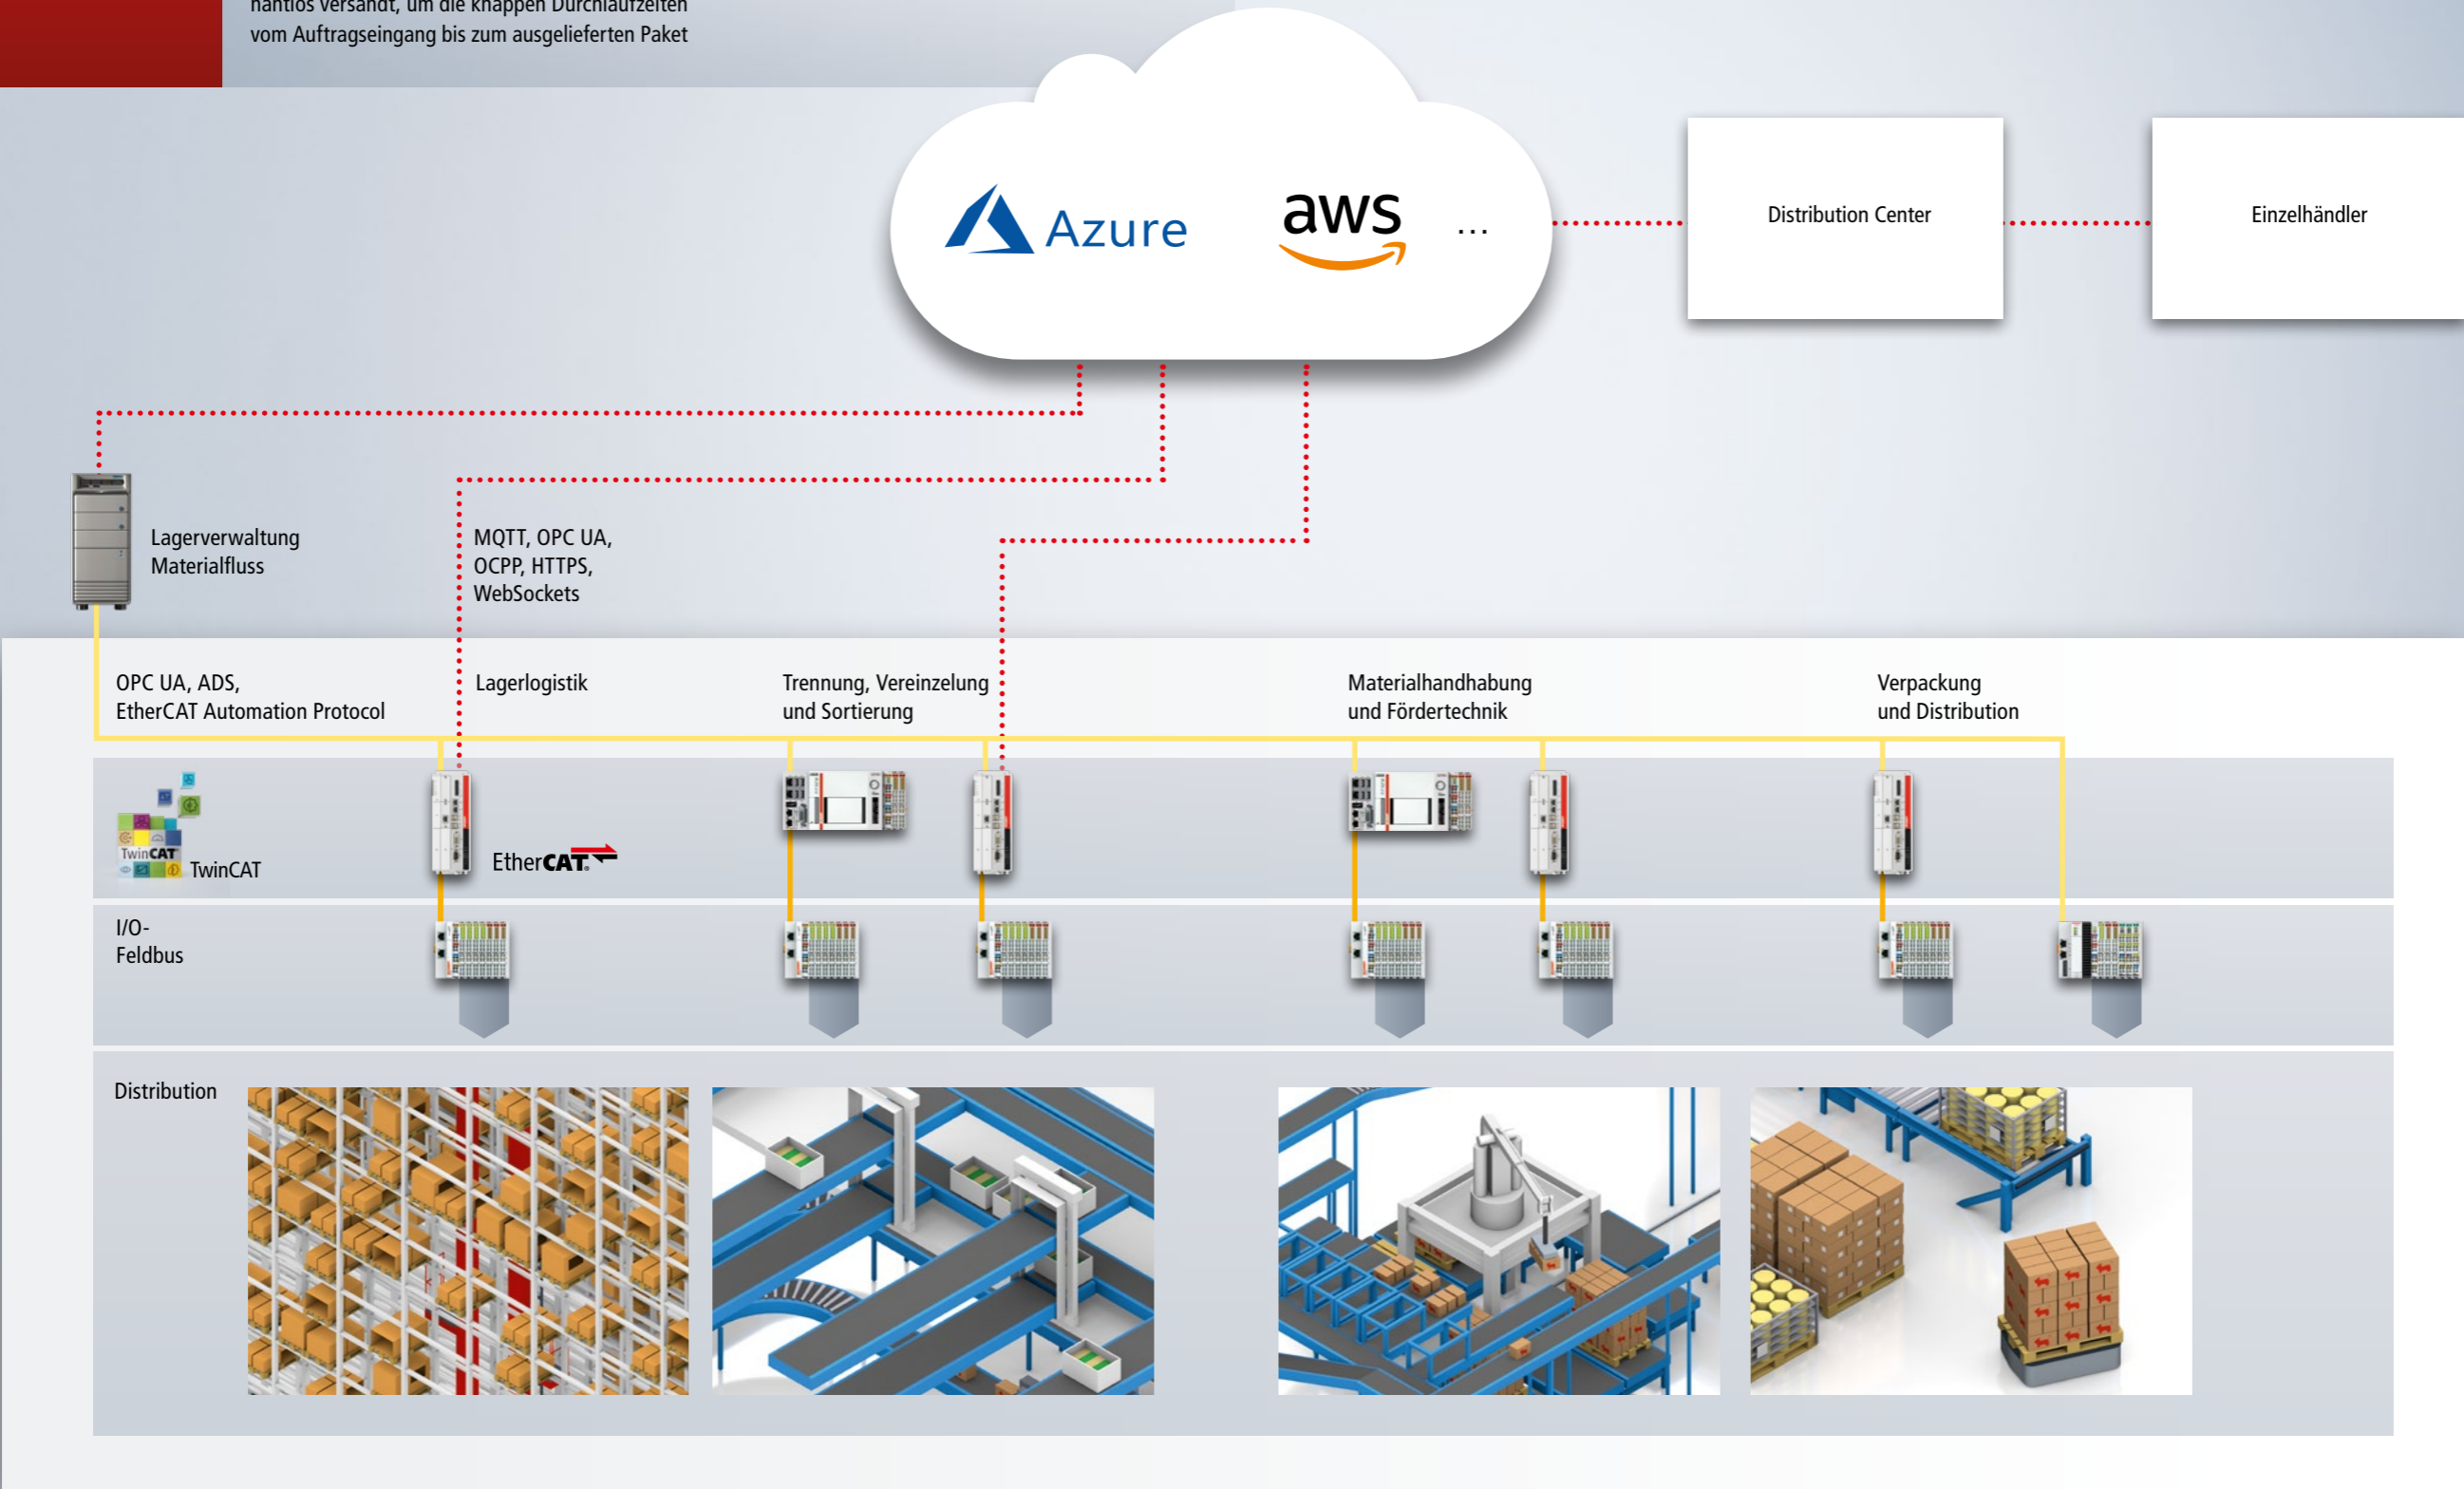 nahtlos versandt, um die knappen Durchlaufzeiten
vom Auftragseingang bis zum ausgelieferten Paket
Azure
aws
...
Distribution Center
Einzelhändler
Lagerverwaltung
Materialfluss
MQTT, OPC UA,
OCPP, HTTPS,
WebSockets
OPC UA, ADS,
EtherCAT Automation Protocol
Lagerlogistik
Trennung, Vereinzelung
und Sortierung
Materialhandhabung
und Fördertechnik
Verpackung
und Distribution
TwinCAT
TwinCAT
EtherCAT®
I/O-
Feldbus
Distribution